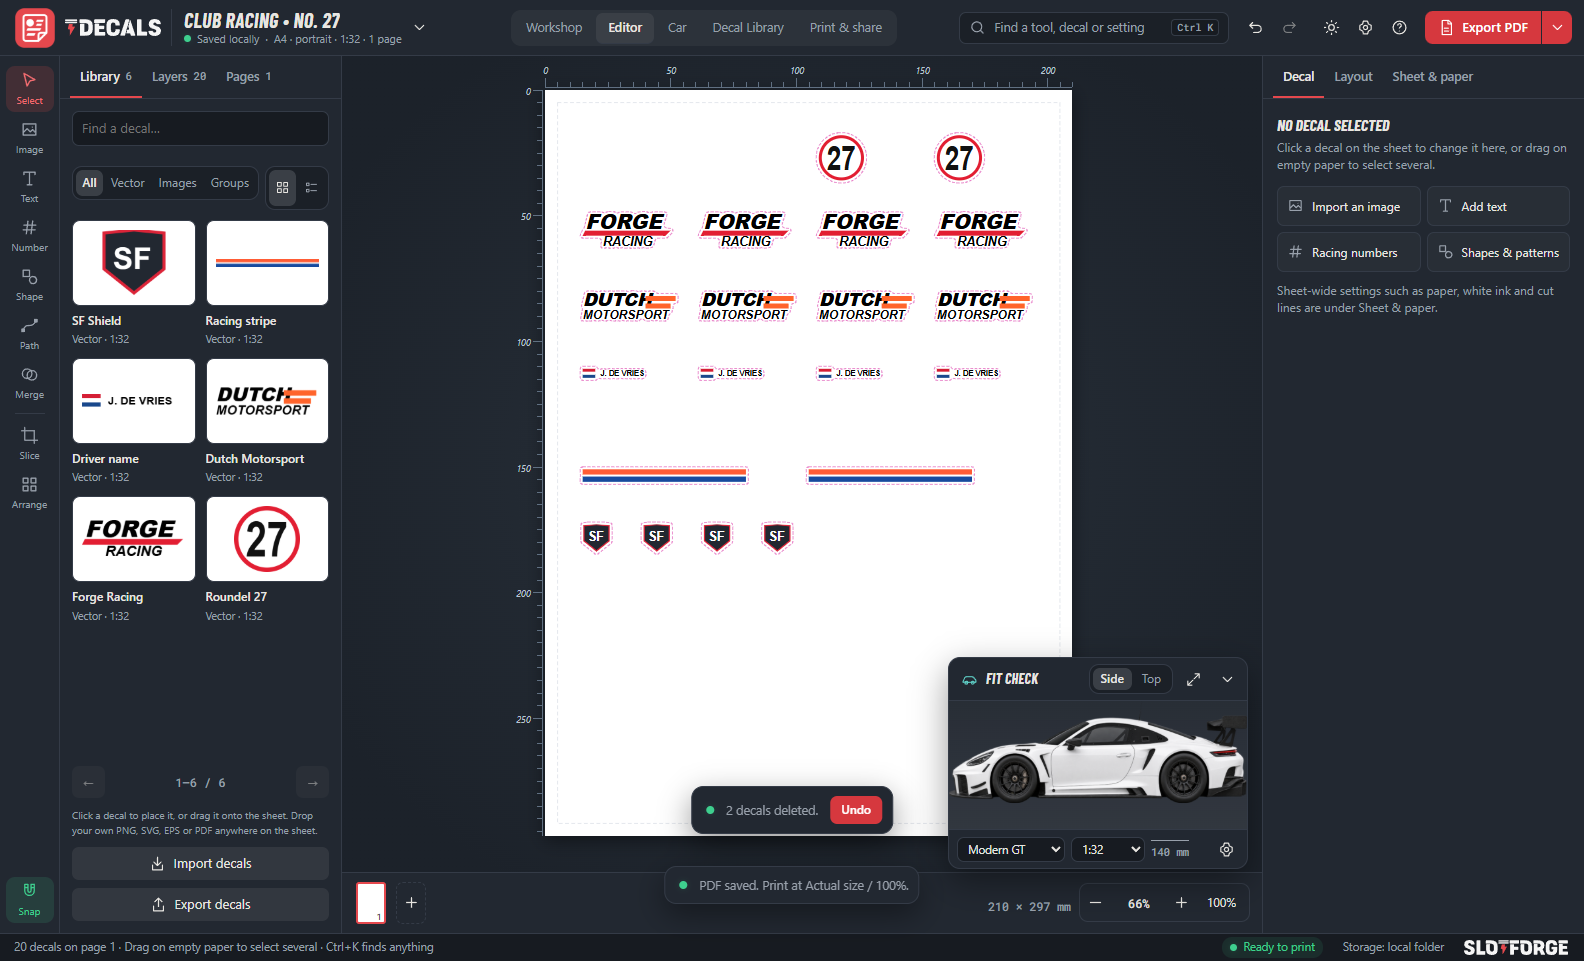 DECALS
CLUB RACING • NO. 27
Saved locally · A4 · portrait · 1:32 · 1 page
Workshop
Editor
Car
Decal Library
Print & share
Find a tool, decal or setting
Ctrl K
Export PDF
Select
Image
Text
Number
Shape
Path
Merge
Slice
Arrange
Snap
Library 6
Layers 20
Pages 1
Find a decal...
All
Vector
Images
Groups
SF
SF Shield
Vector · 1:32
Racing stripe
Vector · 1:32
J. DE VRIES
Driver name
Vector · 1:32
DUTCH
MOTORSPORT
Dutch Motorsport
Vector · 1:32
FORGE
RACING
Forge Racing
Vector · 1:32
27
Roundel 27
Vector · 1:32
← 1–6 / 6 →
Click a decal to place it, or drag it onto the sheet. Drop
your own PNG, SVG, EPS or PDF anywhere on the sheet.
Import decals
Export decals
0 50 100 150 200
0
50
100
150
200
250
27 27
FORGE FORGE FORGE FORGE
RACING RACING RACING RACING
DUTCH DUTCH DUTCH DUTCH
MOTORSPORT MOTORSPORT MOTORSPORT MOTORSPORT
J. DE VRIES J. DE VRIES J. DE VRIES J. DE VRIES
SF SF SF SF
2 decals deleted.
Undo
PDF saved. Print at Actual size / 100%.
FIT CHECK
Side
Top
Modern GT
1:32
140 mm
1
+
210 × 297 mm
− 66% +
100%
Decal
Layout
Sheet & paper
NO DECAL SELECTED
Click a decal on the sheet to change it here, or drag on
empty paper to select several.
Import an image
Add text
Racing numbers
Shapes & patterns
Sheet-wide settings such as paper, white ink and cut
lines are under Sheet & paper.
20 decals on page 1 · Drag on empty paper to select several · Ctrl+K finds anything
Ready to print
Storage: local folder
SLOTFORGE